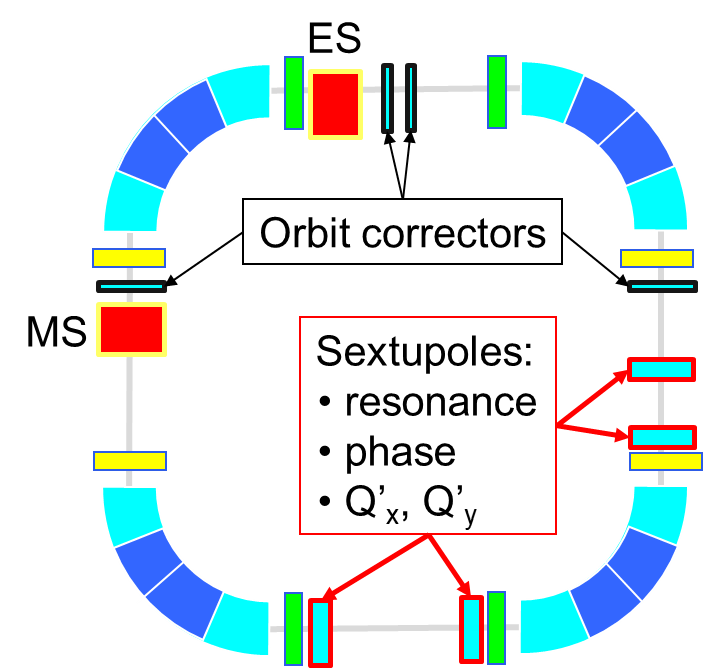 ES
Orbit correctors
MS
Sextupoles:
• resonance
• phase
• Q’x, Q’y